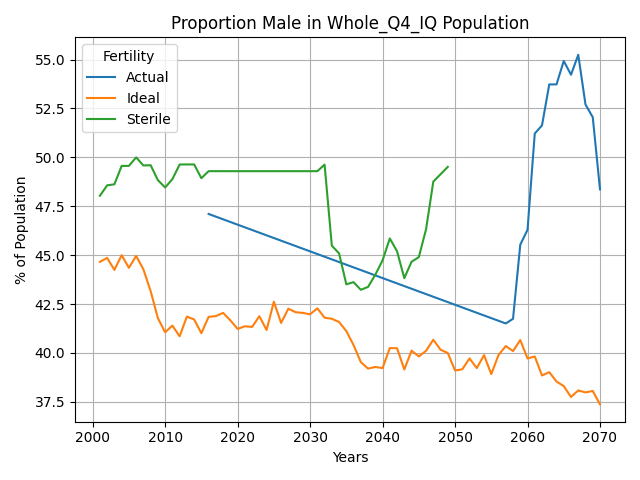 Proportion Male in Whole_Q4_IQ Population
Fertility
Actual
Ideal
Sterile
% of Population
55.0
52.5
50.0
47.5
45.0
42.5
40.0
37.5
2000 2010 2020 2030 2040 2050 2060 2070
Years